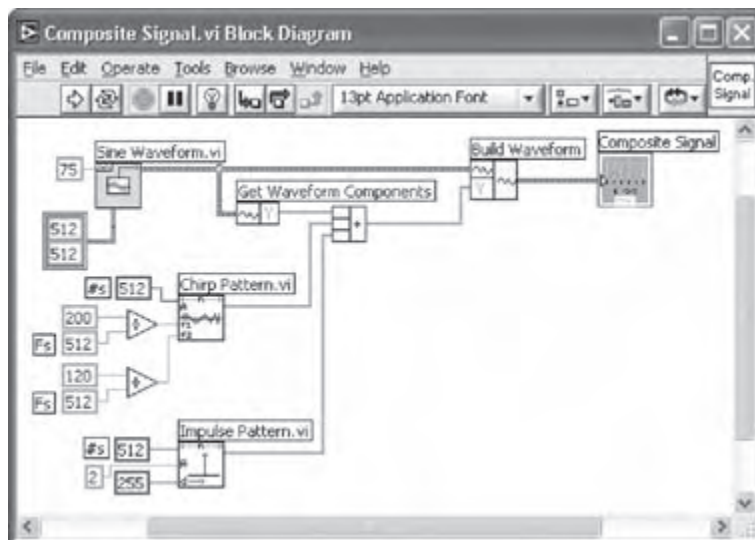 Composite Signal.vi Block Diagram
File Edit Operate Tools Browse Window Help
13pt Application Font
Comp.
Signal
Sine Waveform.vi
75
512
512
Get Waveform Components
Y
Build Waveform
Y
Composite Signal
Chirp Pattern.vi
#s 512
200
Fs 512
120
Fs 512
f1
f2
Impulse Pattern.vi
#s 512
2
255